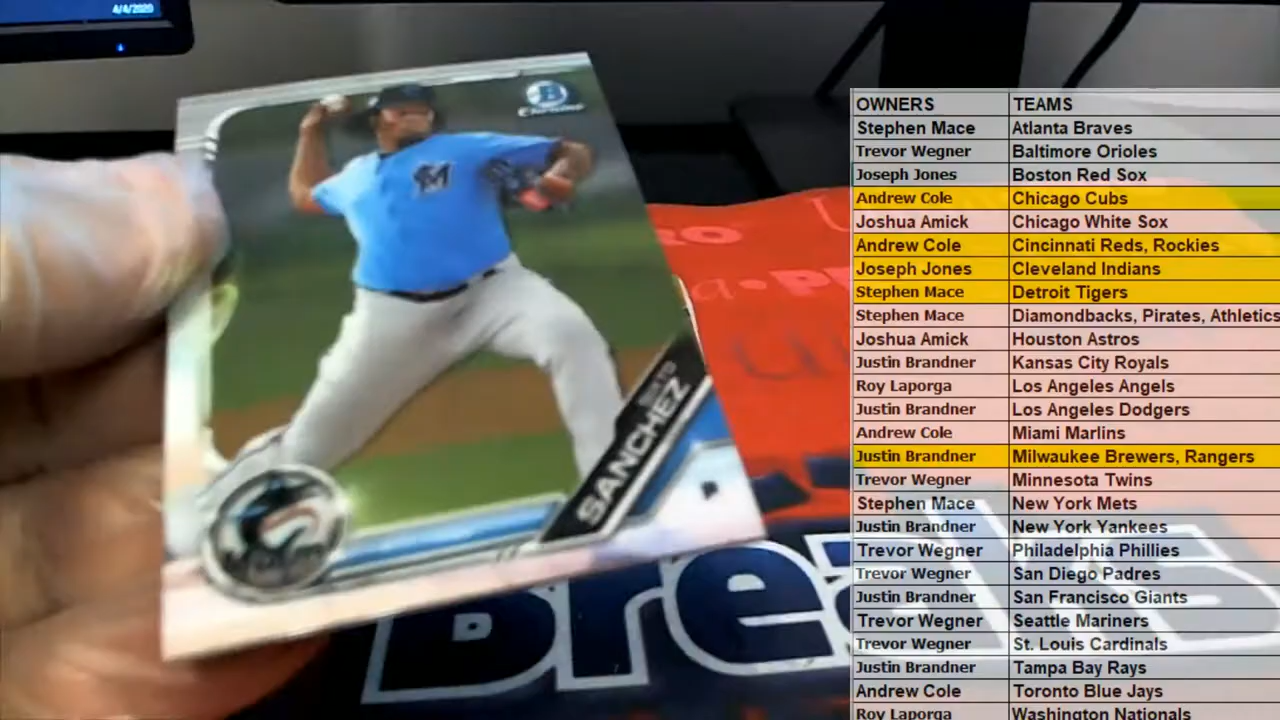 4/4/2020
B
Chrome
M
SIXTO
SANCHEZ
P
Breaks
OWNERS TEAMS
Stephen Mace Atlanta Braves
Trevor Wegner Baltimore Orioles
Joseph Jones Boston Red Sox
Andrew Cole Chicago Cubs
Joshua Amick Chicago White Sox
Andrew Cole Cincinnati Reds, Rockies
Joseph Jones Cleveland Indians
Stephen Mace Detroit Tigers
Stephen Mace Diamondbacks, Pirates, Athletics
Joshua Amick Houston Astros
Justin Brandner Kansas City Royals
Roy Laporga Los Angeles Angels
Justin Brandner Los Angeles Dodgers
Andrew Cole Miami Marlins
Justin Brandner Milwaukee Brewers, Rangers
Trevor Wegner Minnesota Twins
Stephen Mace New York Mets
Justin Brandner New York Yankees
Trevor Wegner Philadelphia Phillies
Trevor Wegner San Diego Padres
Justin Brandner San Francisco Giants
Trevor Wegner Seattle Mariners
Trevor Wegner St. Louis Cardinals
Justin Brandner Tampa Bay Rays
Andrew Cole Toronto Blue Jays
Roy Laporga Washington Nationals